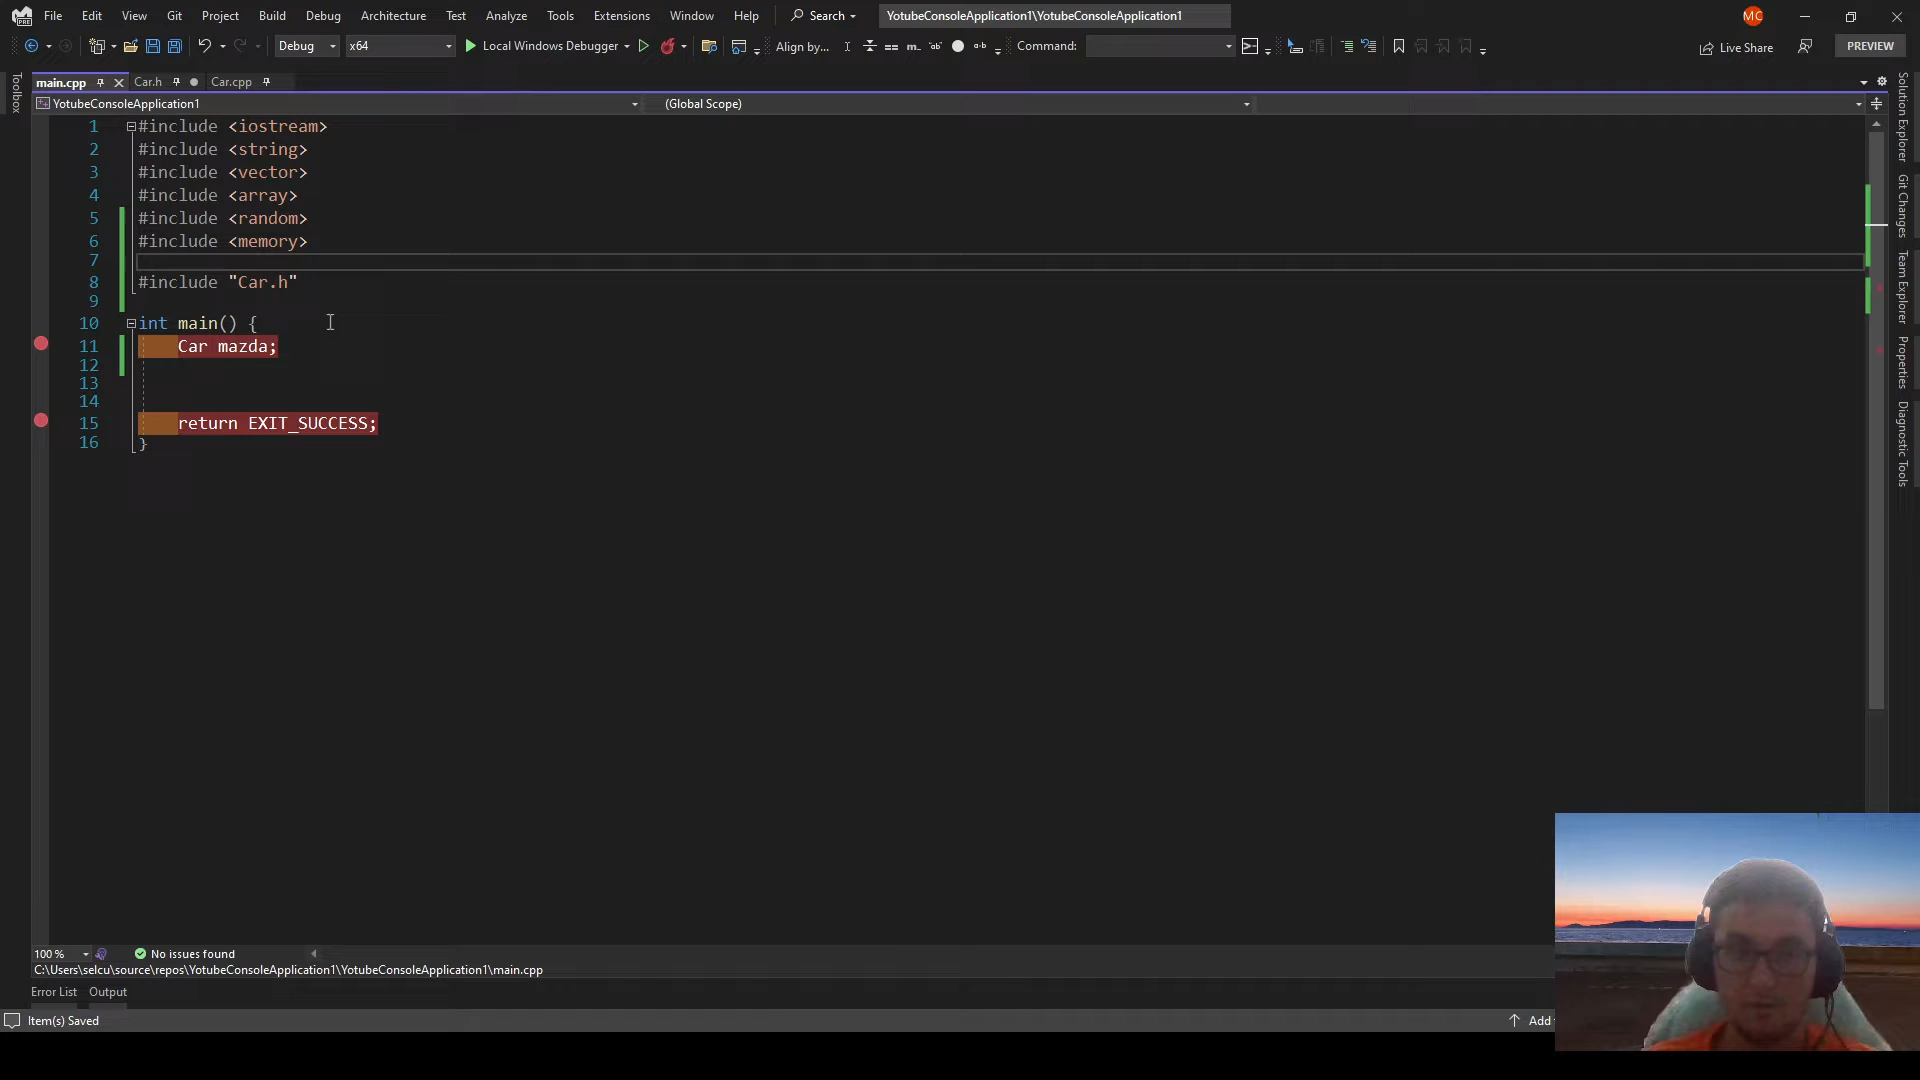 File Edit View Git Project Build Debug Architecture Test Analyze Tools Extensions Window Help Search YotubeConsoleApplication1\YotubeConsoleApplication1 MC
Debug x64 Local Windows Debugger Align by... Command: Live Share PREVIEW
main.cpp Car.h Car.cpp
YotubeConsoleApplication1 (Global Scope)
1 #include <iostream>
2 #include <string>
3 #include <vector>
4 #include <array>
5 #include <random>
6 #include <memory>
7
8 #include "Car.h"
9
10 int main() {
11 Car mazda;
12
13
14
15 return EXIT_SUCCESS;
16 }
100 % No issues found
C:\Users\selcu\source\repos\YotubeConsoleApplication1\YotubeConsoleApplication1\main.cpp
Error List Output
Item(s) Saved Add
Toolbox
Solution Explorer
Git Changes
Team Explorer
Properties
Diagnostic Tools